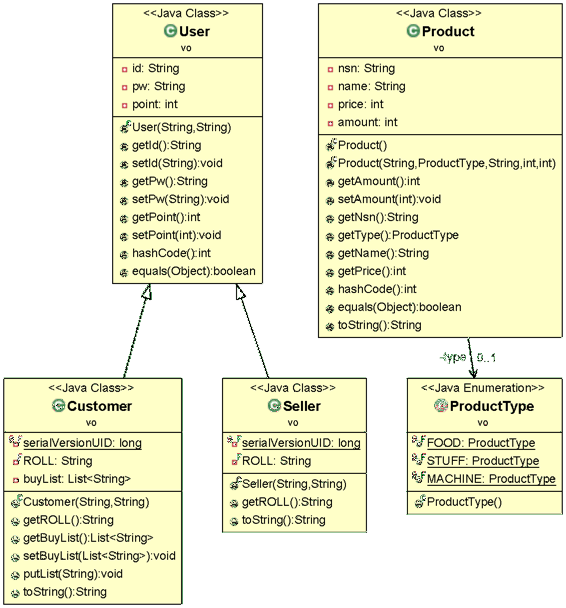 <<Java Class>>
User
vo
id: String
pw: String
point: int
User(String,String)
getId():String
setId(String):void
getPw():String
setPw(String):void
getPoint():int
setPoint(int):void
hashCode():int
equals(Object):boolean
<<Java Class>>
Product
vo
nsn: String
name: String
price: int
amount: int
Product()
Product(String,ProductType,String,int,int)
getAmount():int
setAmount(int):void
getNsn():String
getType():ProductType
getName():String
getPrice():int
hashCode():int
equals(Object):boolean
toString():String
-type 0..1
<<Java Class>>
Customer
vo
serialVersionUID: long
ROLL: String
buyList: List<String>
Customer(String,String)
getROLL():String
getBuyList():List<String>
setBuyList(List<String>):void
putList(String):void
toString():String
<<Java Class>>
Seller
vo
serialVersionUID: long
ROLL: String
Seller(String,String)
getROLL():String
toString():String
<<Java Enumeration>>
ProductType
vo
FOOD: ProductType
STUFF: ProductType
MACHINE: ProductType
ProductType()